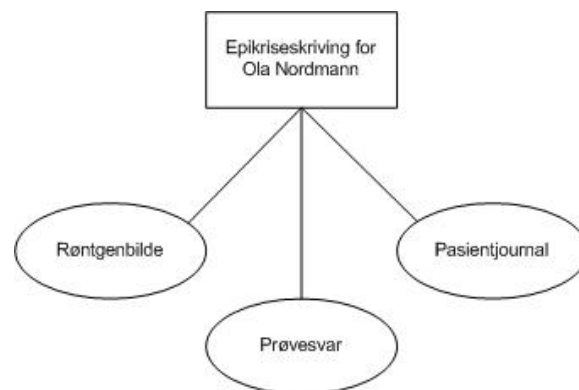 Epikriseskriving for
Ola Nordmann
Røntgenbilde
Pasientjournal
Prøvesvar